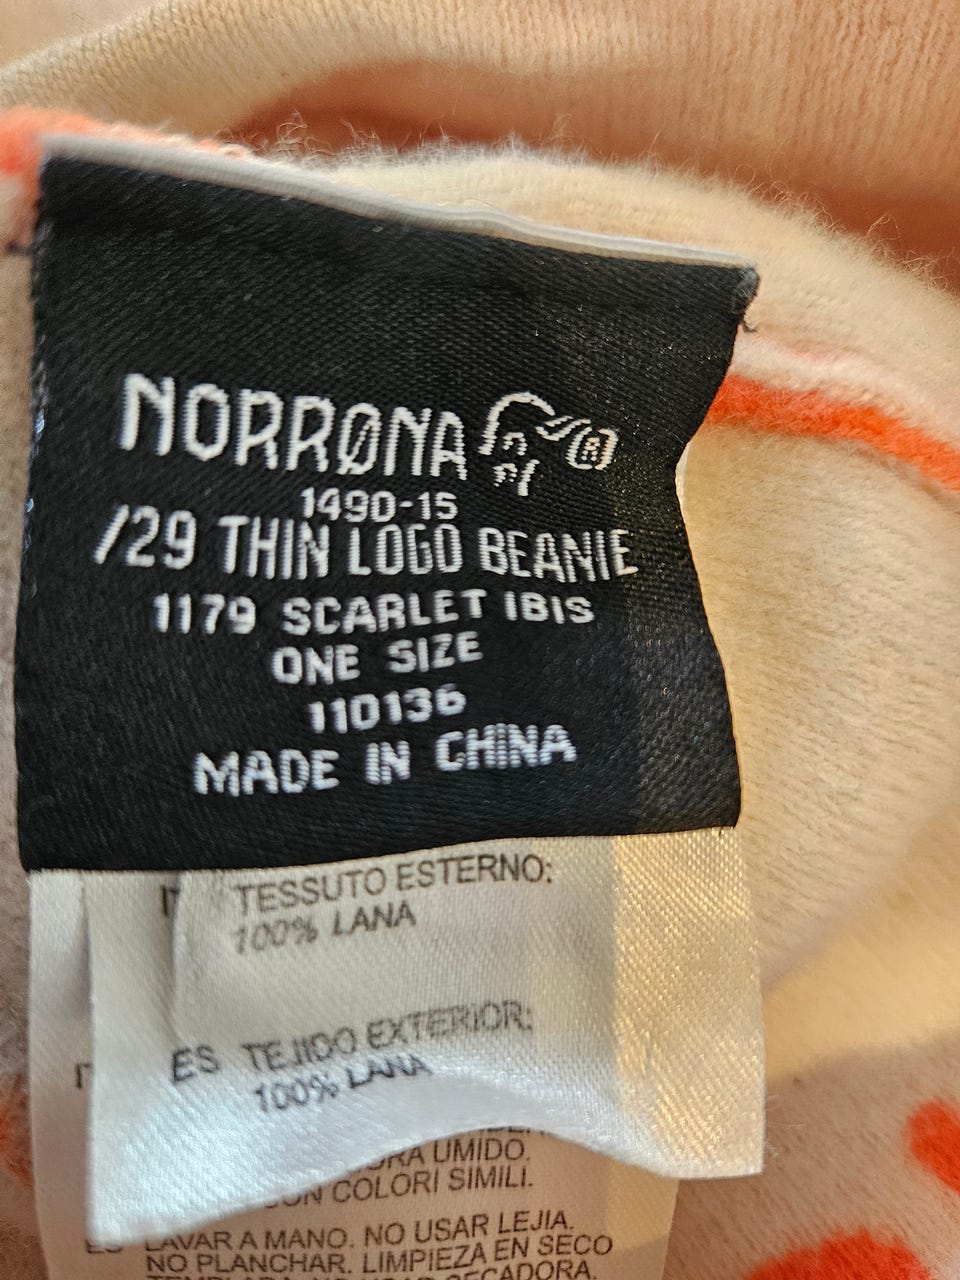 NORRØNA ®
1490-15
/29 THIN LOGO BEANIE
1179 SCARLET IBIS
ONE SIZE
110136
MADE IN CHINA
TESSUTO ESTERNO:
100% LANA
ES TEJIDO EXTERIOR:
100% LANA
UMIDO.
CON COLORI SIMILI.
ES LAVAR A MANO. NO USAR LEJIA.
NO PLANCHAR. LIMPIEZA EN SECO